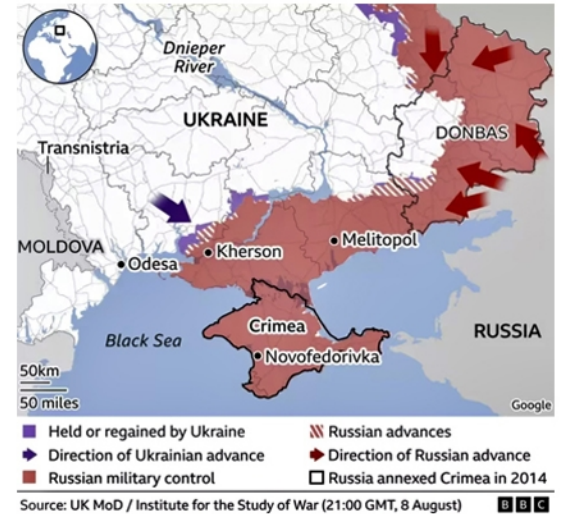 Dnieper
River
UKRAINE
Transnistria
DONBAS
MOLDOVA
Odesa
Kherson
Melitopol
Crimea
Black Sea
Novofedorivka
RUSSIA
50km
50 miles
Google
Held or regained by Ukraine
Russian advances
Direction of Ukrainian advance
Direction of Russian advance
Russian military control
Russia annexed Crimea in 2014
Source: UK MoD / Institute for the Study of War (21:00 GMT, 8 August)
BBC